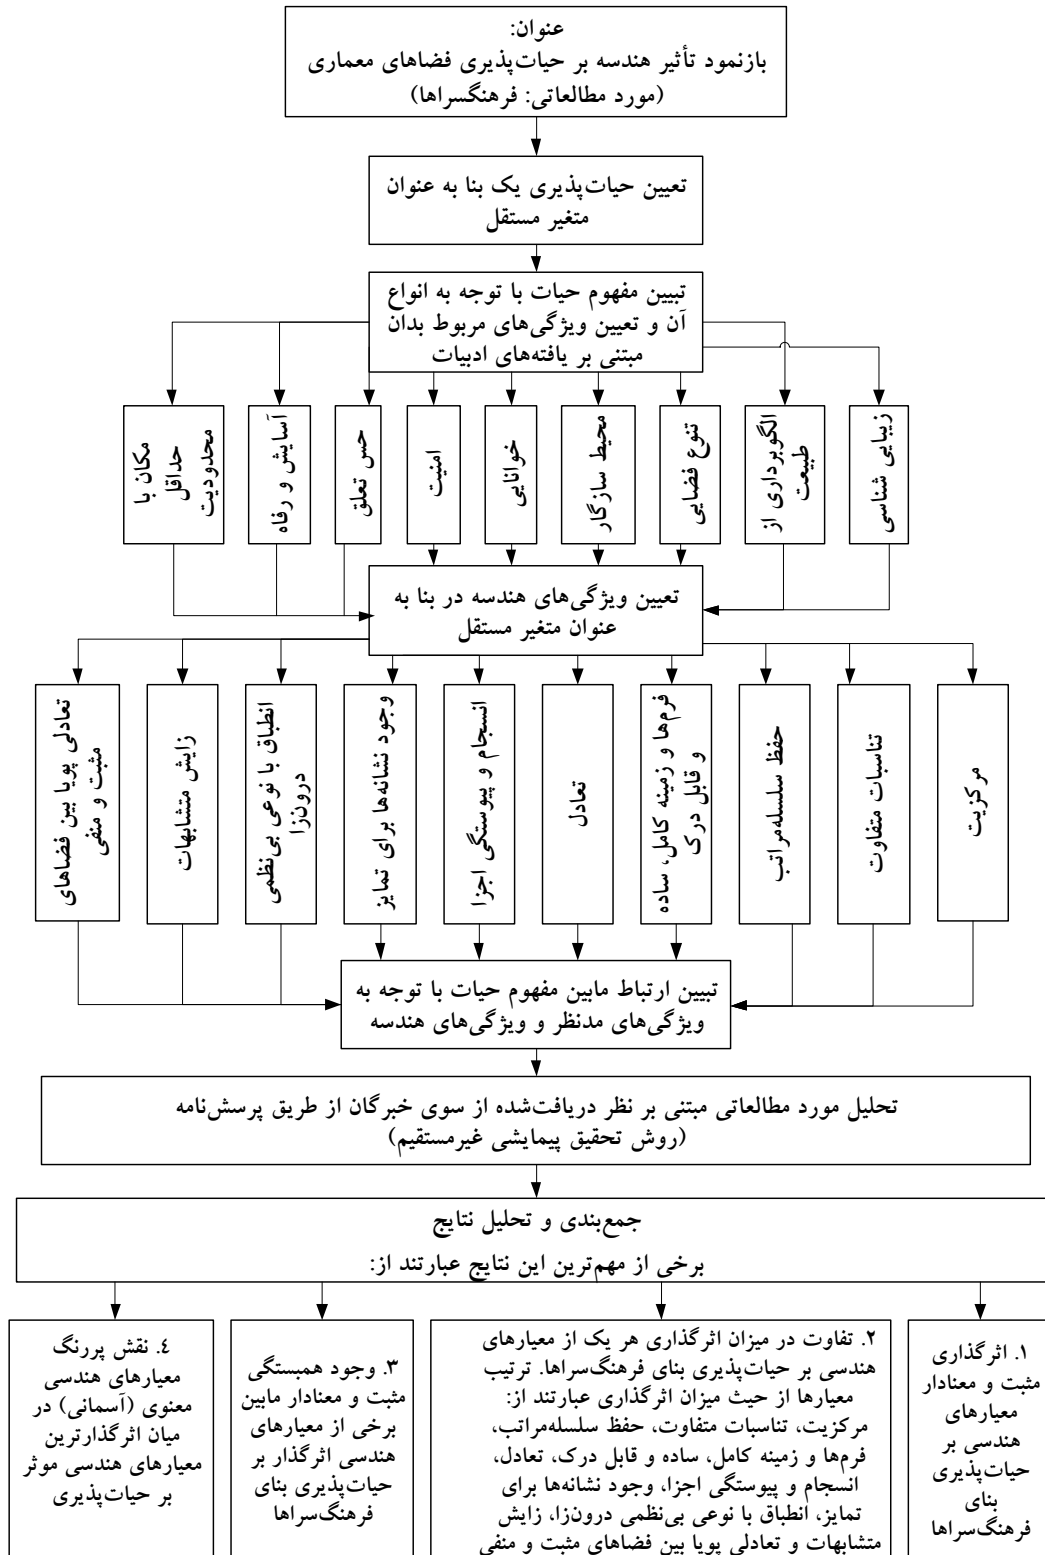 عنوان:
بازنمود تأثیر هندسه بر حیات‌پذیری فضاهای معماری
(مورد مطالعاتی: فرهنگسراها)
تعیین حیات‌پذیری یک بنا به عنوان
متغیر مستقل
تبیین مفهوم حیات با توجه به انواع
آن و تعیین ویژگی‌های مربوط بدان
مبتنی بر یافته‌های ادبیات
زیبایی شناسی
الگوبرداری از
طبیعت
تنوع فضایی
محیط سازگار
خوانایی
امنیت
حس تعلق
آسایش و رفاه
مکان با
حداقل
محدودیت
تعیین ویژگی‌های هندسه در بنا به
عنوان متغیر مستقل
مرکزیت
تناسبات متفاوت
حفظ سلسله‌مراتب
فرم‌ها و زمینه کامل، ساده
و قابل درک
تعادل
انسجام و پیوستگی اجزا
وجود نشانه‌ها برای تمایز
انطباق با نوعی بی‌نظمی
درون‌زا
زایش متشابهات
تعادلی پویا بین فضاهای
مثبت و منفی
تبیین ارتباط مابین مفهوم حیات با توجه به
ویژگی‌های مدنظر و ویژگی‌های هندسه
تحلیل مورد مطالعاتی مبتنی بر نظر دریافت‌شده از سوی خبرگان از طریق پرسش‌نامه
(روش تحقیق پیمایشی غیرمستقیم)
جمع‌بندی و تحلیل نتایج
برخی از مهم‌ترین این نتایج عبارتند از:
۱. اثرگذاری
مثبت و معنادار
معیارهای
هندسی بر
حیات‌پذیری
بنای
فرهنگ‌سراها
۲. تفاوت در میزان اثرگذاری هر یک از معیارهای
هندسی بر حیات‌پذیری بنای فرهنگ‌سراها. ترتیب
معیارها از حیث میزان اثرگذاری عبارتند از:
مرکزیت، تناسبات متفاوت، حفظ سلسله‌مراتب،
فرم‌ها و زمینه کامل، ساده و قابل درک، تعادل،
انسجام و پیوستگی اجزا، وجود نشانه‌ها برای
تمایز، انطباق با نوعی بی‌نظمی درون‌زا، زایش
متشابهات و تعادلی پویا بین فضاهای مثبت و منفی
۳. وجود همبستگی
مثبت و معنادار مابین
برخی از معیارهای
هندسی اثرگذار بر
حیات‌پذیری بنای
فرهنگ‌سراها
٤. نقش پررنگ
معیارهای هندسی
معنوی (آسمانی) در
میان اثرگذارترین
معیارهای هندسی موثر
بر حیات‌پذیری